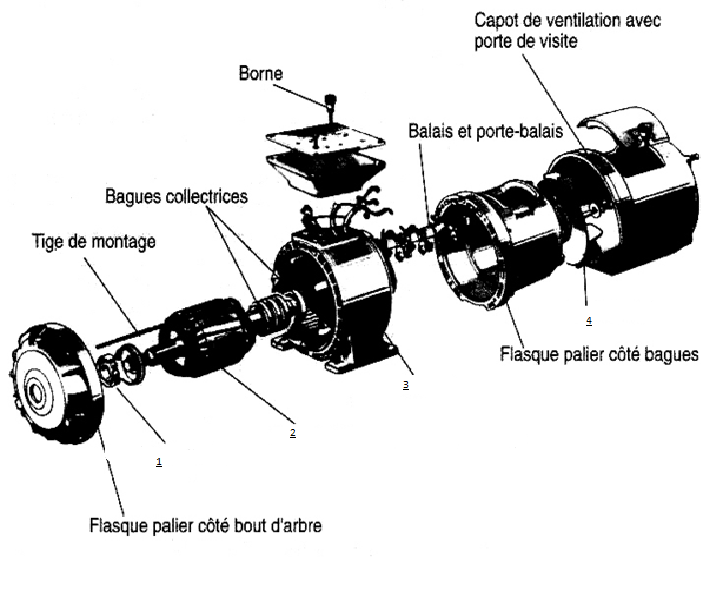 Capot de ventilation avec
porte de visite
Borne
Balais et porte-balais
Bagues collectrices
Tige de montage
4
Flasque palier côté bagues
3
2
1
Flasque palier côté bout d'arbre